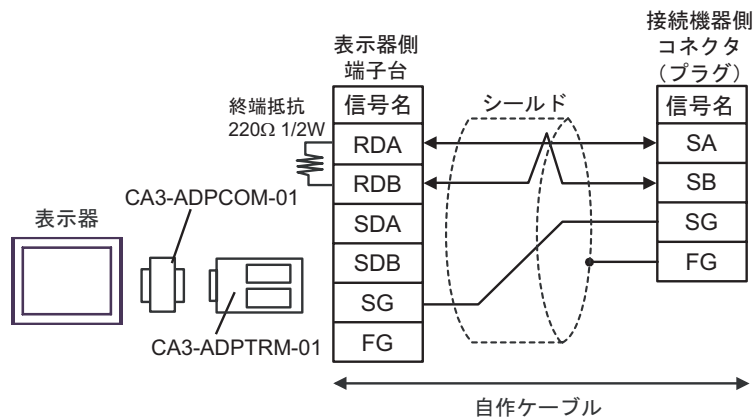 表示器側
端子台
接続機器側
コネクタ
（プラグ）
終端抵抗
220Ω 1/2W
信号名
シールド
信号名
RDA
SA
RDB
SB
CA3-ADPCOM-01
表示器
SDA
SG
SDB
FG
SG
CA3-ADPTRM-01
FG
自作ケーブル